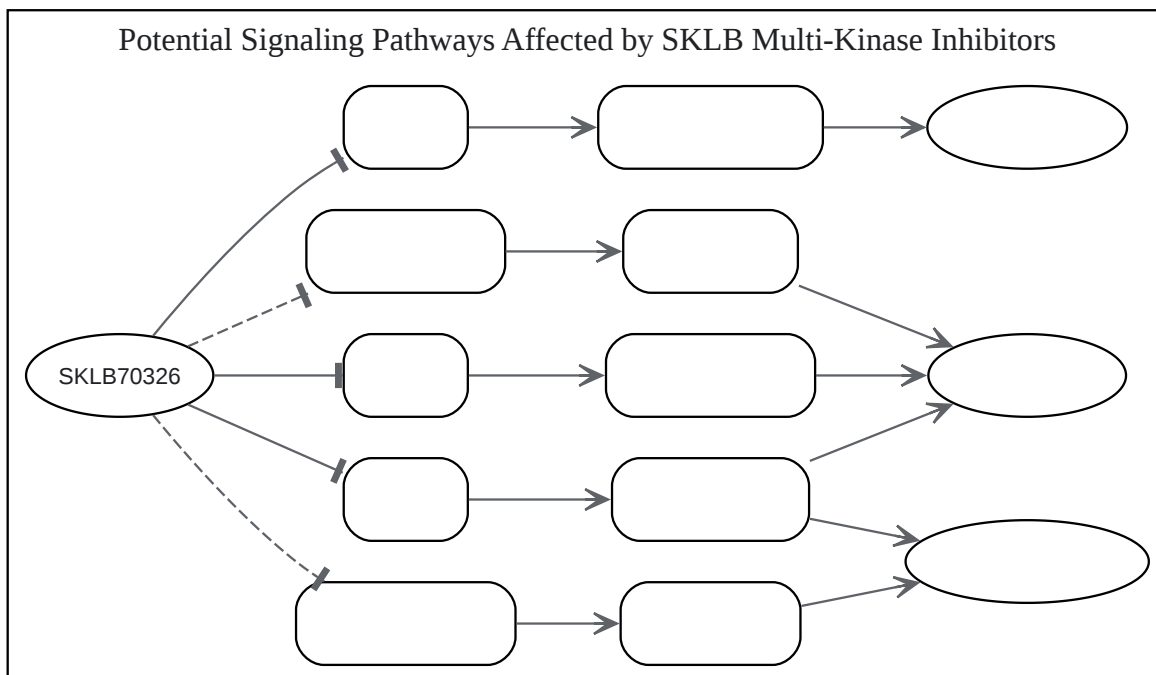 Potential Signaling Pathways Affected by SKLB Multi-Kinase Inhibitors
SKLB70326